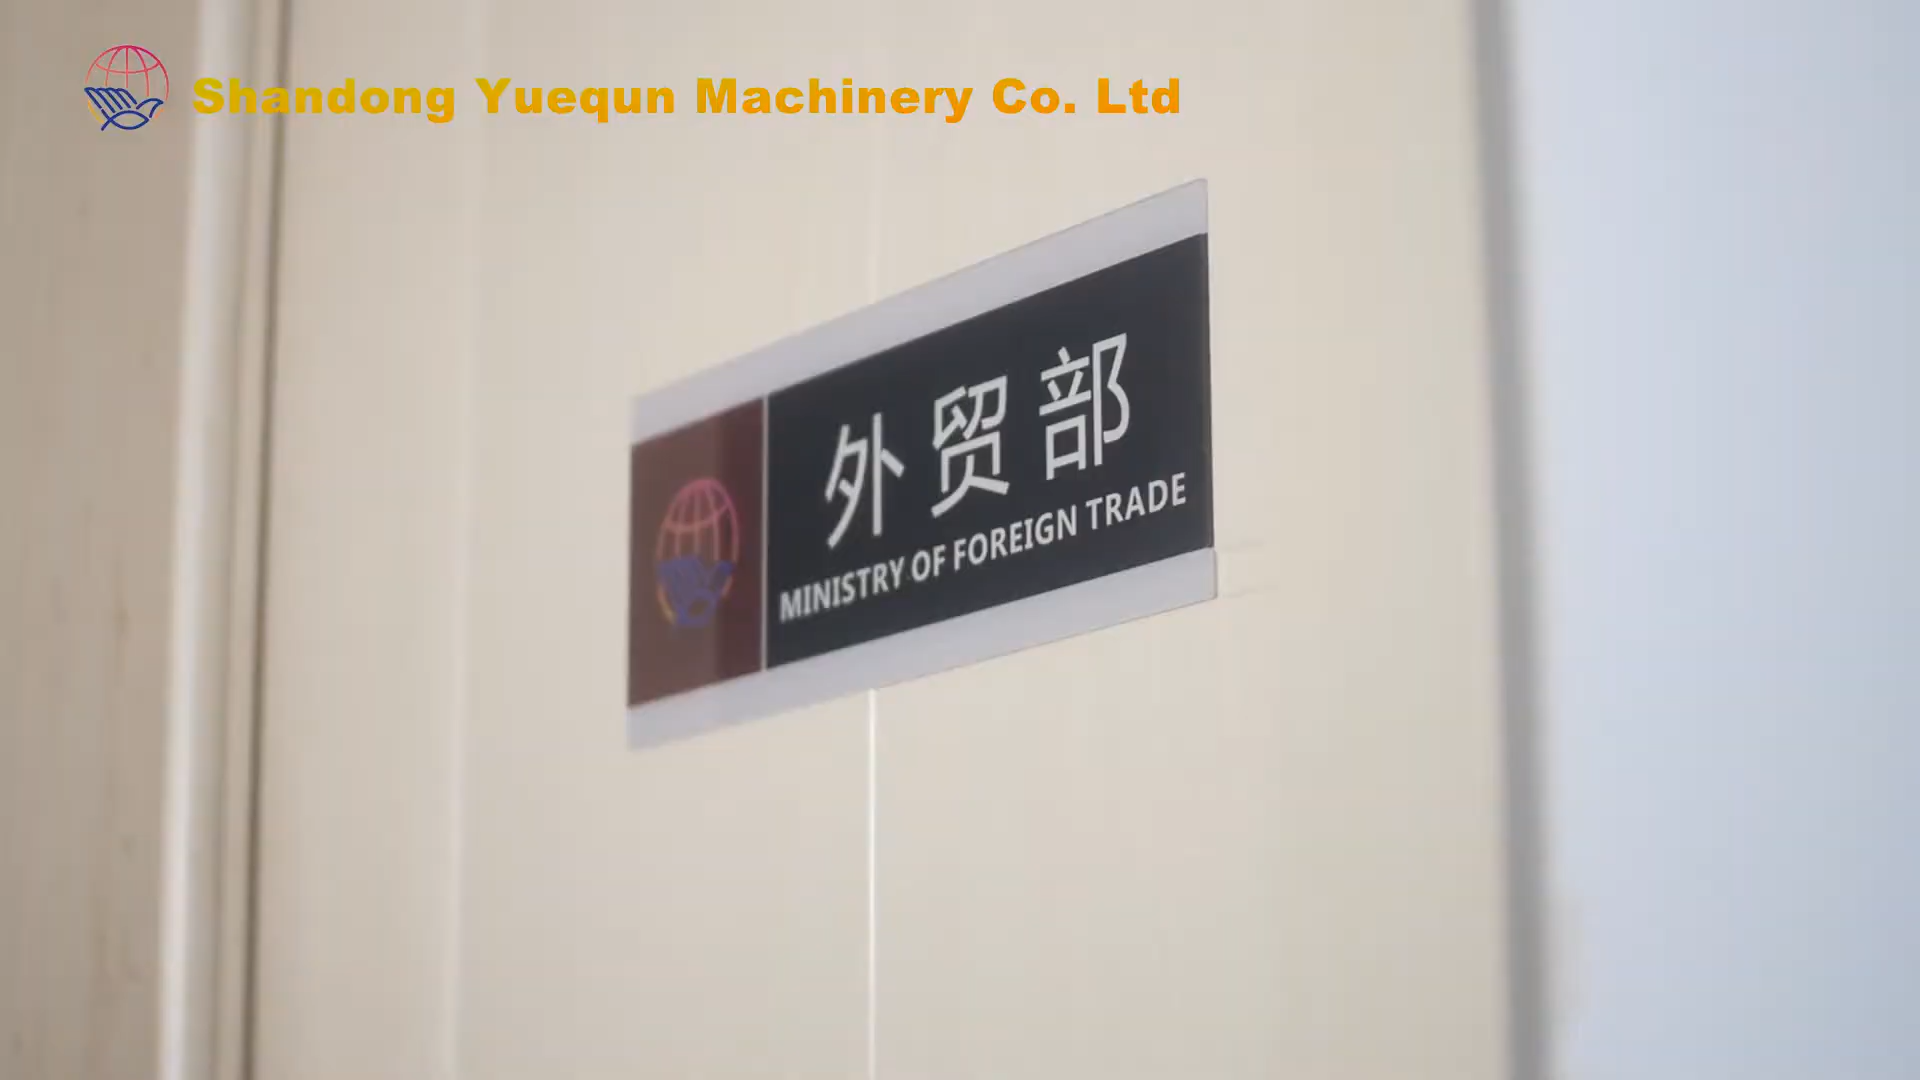 Shandong Yuequn Machinery Co. Ltd
外贸部
MINISTRY OF FOREIGN TRADE